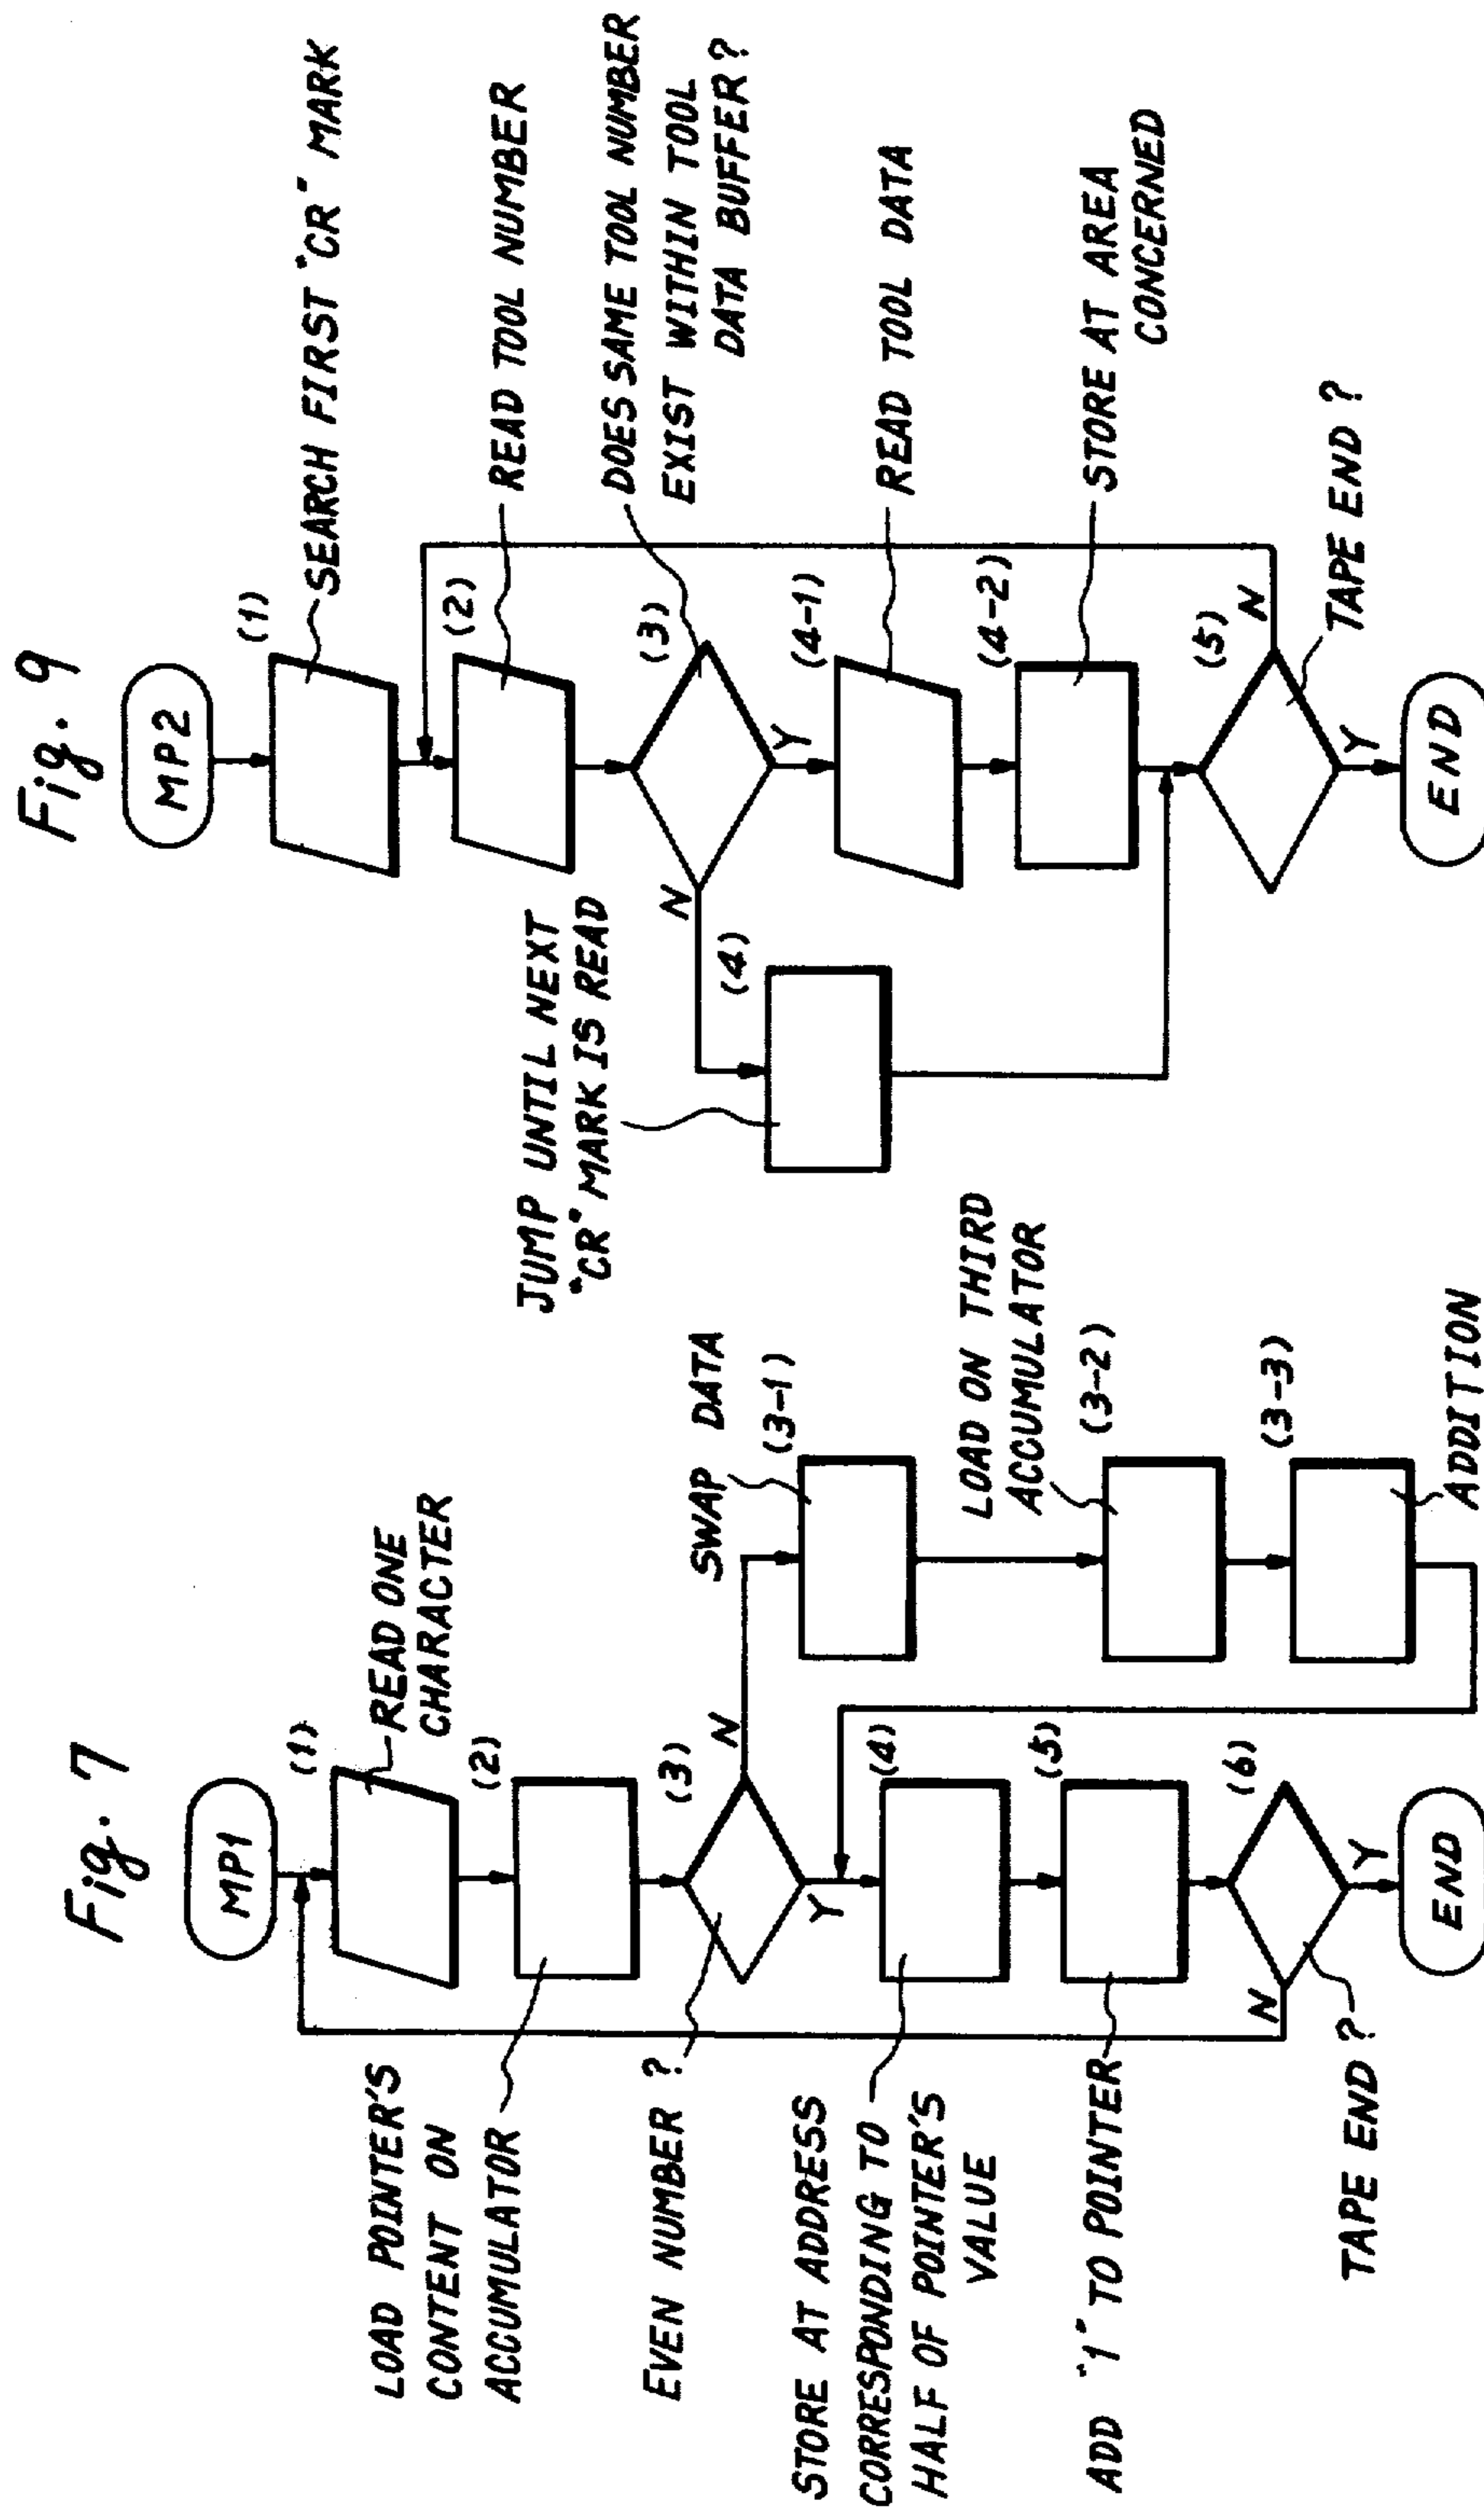 Fig. 7
MP1
(1)
READ ONE
CHARACTER
(2)
LOAD POINTER'S
CONTENT ON
ACCUMULATOR
(3)
EVEN NUMBER ?
N
Y
SWAP DATA
(3-1)
LOAD ON THIRD
ACCUMULATOR
(3-2)
(3-3)
ADDITION
(4)
STORE AT ADDRESS
CORRESPONDING TO
HALF OF POINTER'S
VALUE
(5)
ADD "1" TO POINTER
(6)
TAPE END ?
N
Y
END
Fig. 9
MP2
(1)
SEARCH FIRST "CR" MARK
(2)
READ TOOL NUMBER
(3)
DOES SAME TOOL NUMBER
EXIST WITHIN TOOL
DATA BUFFER ?
N
Y
JUMP UNTIL NEXT
"CR" MARK IS READ
(4)
(4-1)
READ TOOL DATA
(4-2)
STORE AT AREA
CONCERNED
(5)
N
TAPE END ?
Y
END